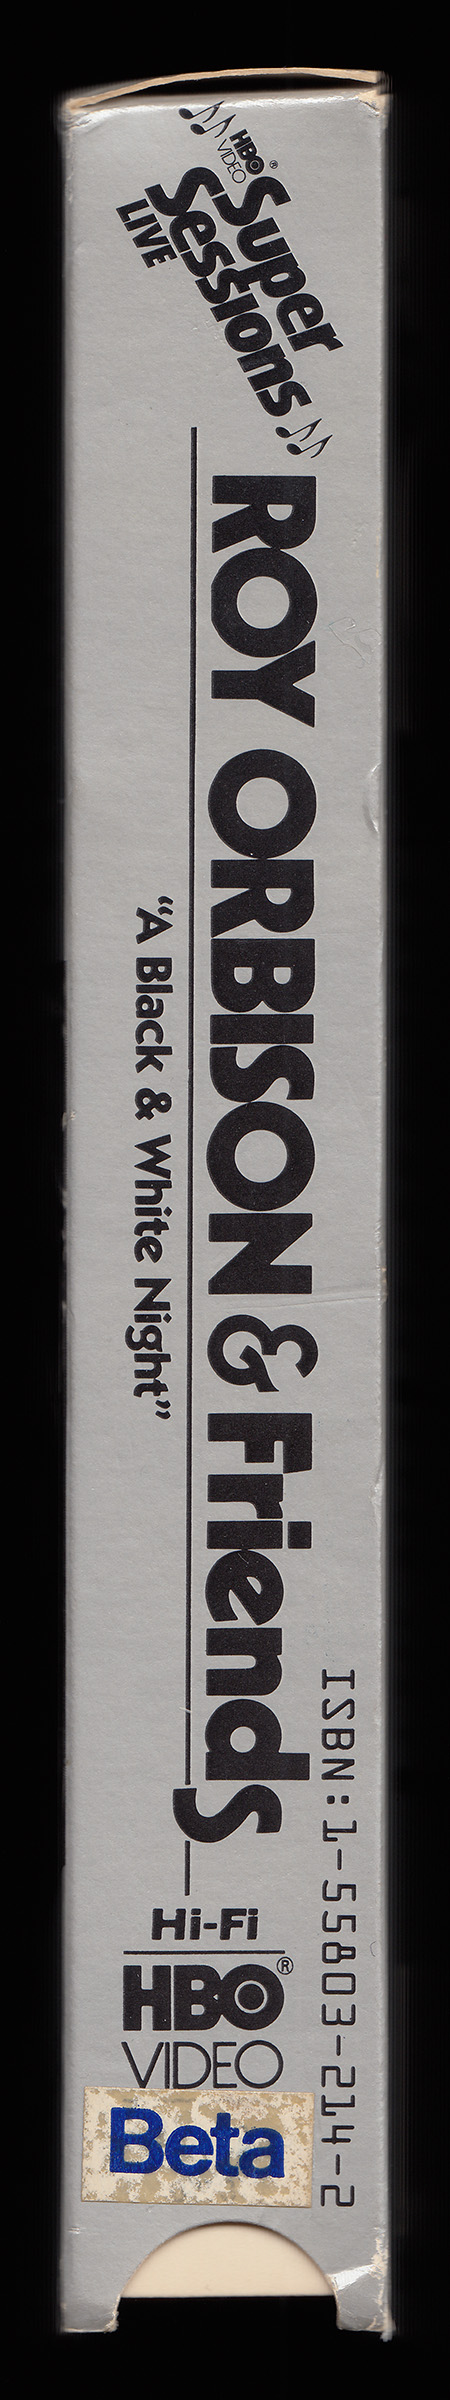 HBO®
VIDEO
Super
Sessions
LIVE
ROY ORBISON & Friends
"A Black & White Night"
ISBN: 1-55803-214-2
Hi-Fi
HBO®
VIDEO
Beta